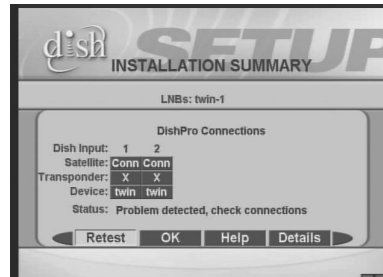 dish
SETUP
INSTALLATION SUMMARY
LNBs: twin-1
DishPro Connections
Dish Input: 1 2
Satellite: Conn Conn
Transponder: X X
Device: twin twin
Status: Problem detected, check connections
Retest OK Help Details